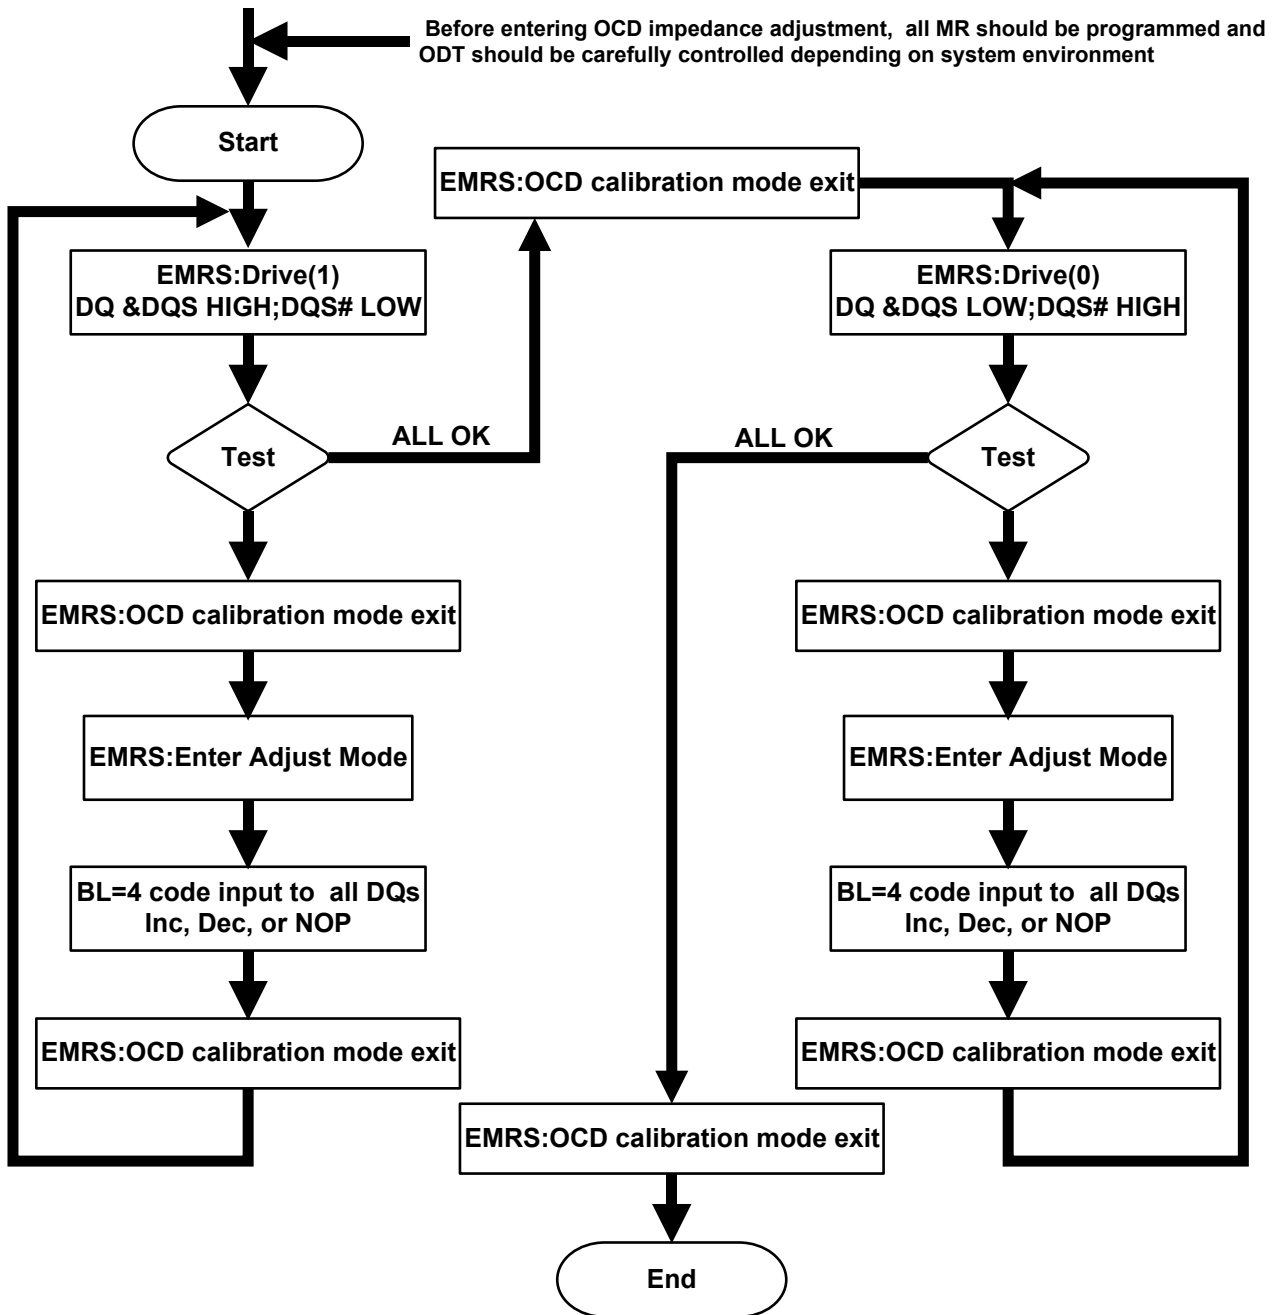 Before entering OCD impedance adjustment, all MR should be programmed and
ODT should be carefully controlled depending on system environment
Start
EMRS:OCD calibration mode exit
EMRS:Drive(1)
DQ &DQS HIGH;DQS# LOW
EMRS:Drive(0)
DQ &DQS LOW;DQS# HIGH
Test
ALL OK
ALL OK
Test
EMRS:OCD calibration mode exit
EMRS:OCD calibration mode exit
EMRS:Enter Adjust Mode
EMRS:Enter Adjust Mode
BL=4 code input to all DQs
Inc, Dec, or NOP
BL=4 code input to all DQs
Inc, Dec, or NOP
EMRS:OCD calibration mode exit
EMRS:OCD calibration mode exit
EMRS:OCD calibration mode exit
End